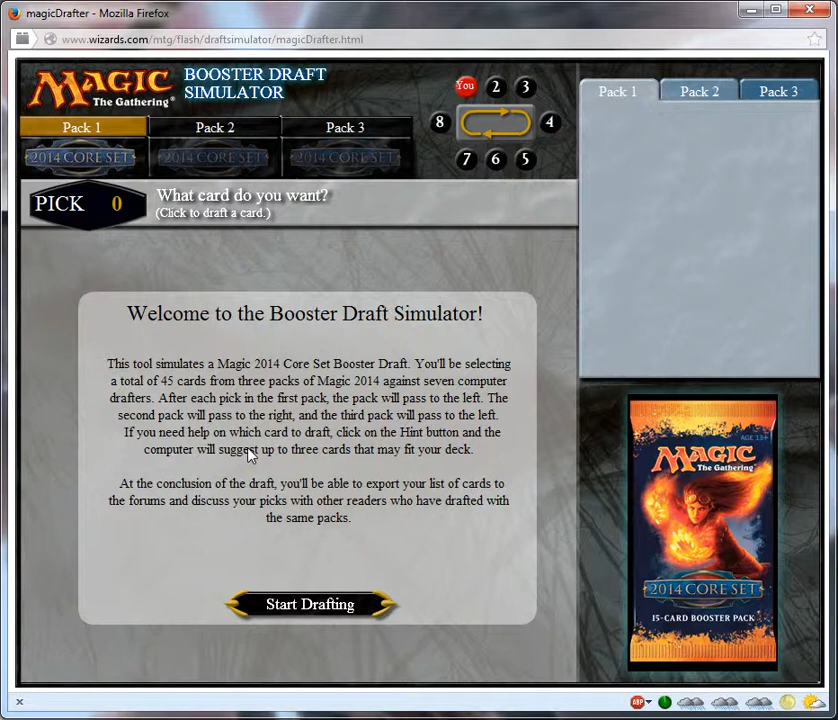 magicDrafter - Mozilla Firefox
www.wizards.com/mtg/flash/draftsimulator/magicDrafter.html
MAGIC
The Gathering®
BOOSTER DRAFT
SIMULATOR
You 2 3
8 4
7 6 5
Pack 1 Pack 2 Pack 3
2014 CORE SET 2014 CORE SET 2014 CORE SET
Pack 1 Pack 2 Pack 3
PICK 0
What card do you want?
(Click to draft a card.)
Welcome to the Booster Draft Simulator!
This tool simulates a Magic 2014 Core Set Booster Draft. You'll be selecting
a total of 45 cards from three packs of Magic 2014 against seven computer
drafters. After each pick in the first pack, the pack will pass to the left. The
second pack will pass to the right, and the third pack will pass to the left.
If you need help on which card to draft, click on the Hint button and the
computer will suggest up to three cards that may fit your deck.
At the conclusion of the draft, you'll be able to export your list of cards to
the forums and discuss your picks with other readers who have drafted with
the same packs.
Start Drafting
AGE 13+
MAGIC
The Gathering®
2014 CORE SET
15-CARD BOOSTER PACK
ABP